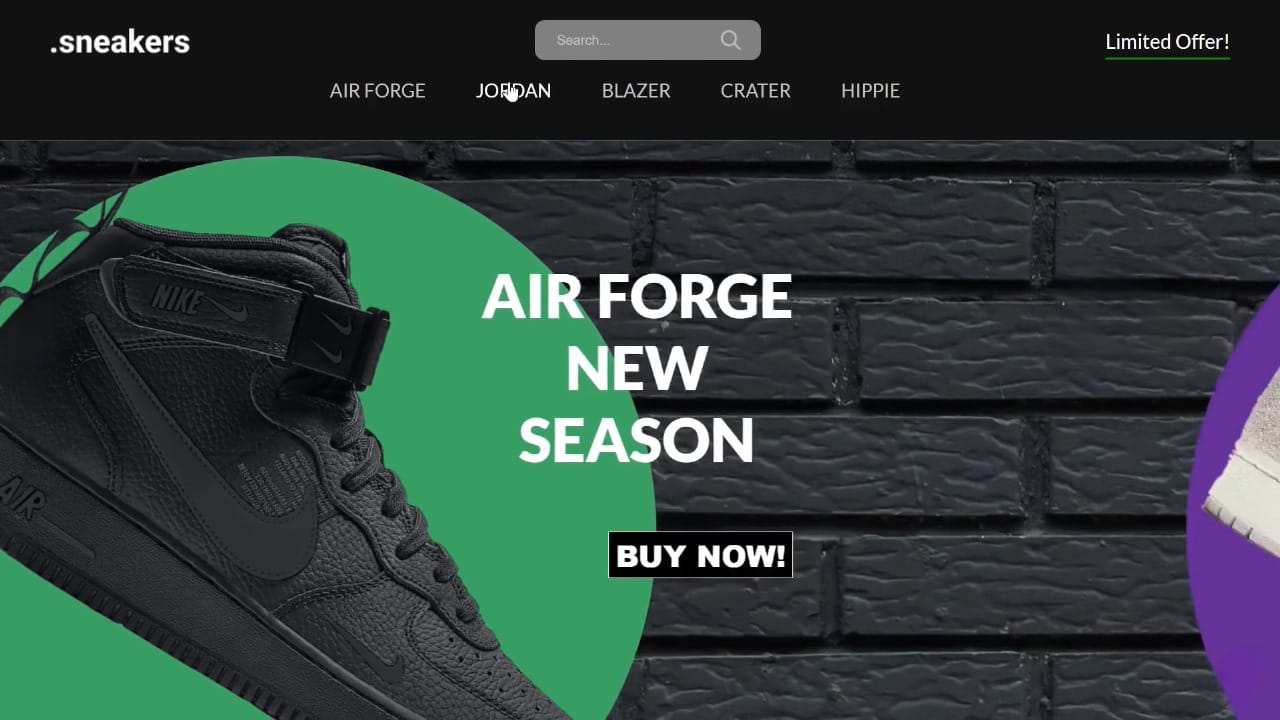 .sneakers
Search...
Limited Offer!
AIR FORGE
JORDAN
BLAZER
CRATER
HIPPIE
NIKE
AIR
AIR FORGE
NEW
SEASON
BUY NOW!